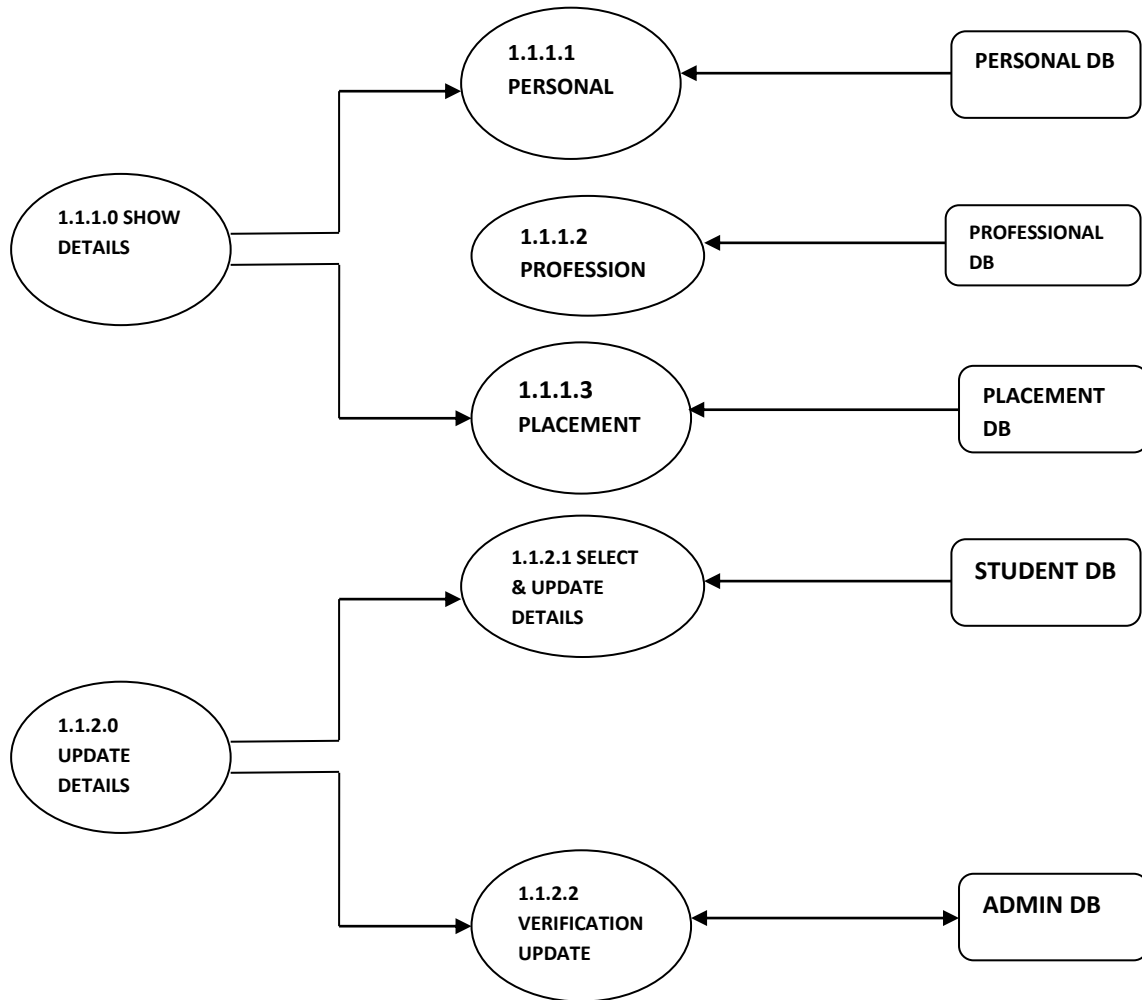 1.1.1.1
PERSONAL
PERSONAL DB
1.1.1.0 SHOW
DETAILS
1.1.1.2
PROFESSION
PROFESSIONAL
DB
1.1.1.3
PLACEMENT
PLACEMENT
DB
1.1.2.1 SELECT
& UPDATE
DETAILS
STUDENT DB
1.1.2.0
UPDATE
DETAILS
1.1.2.2
VERIFICATION
UPDATE
ADMIN DB